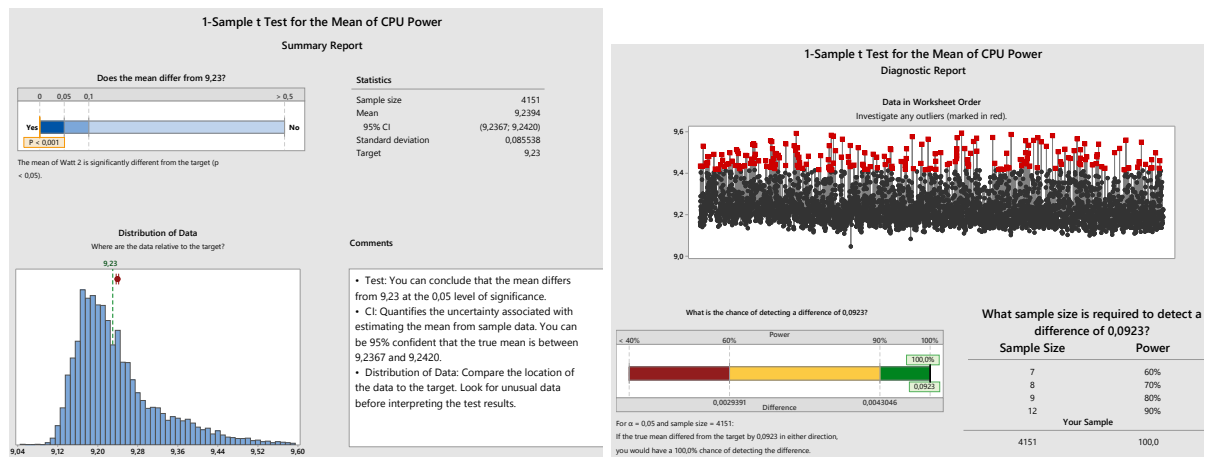 1-Sample t Test for the Mean of CPU Power
Summary Report
Does the mean differ from 9,23?
0 0,05 0,1 > 0,5
Yes No
P < 0,001
The mean of Watt 2 is significantly different from the target (p
< 0,05).
Statistics
Sample size 4151
Mean 9,2394
95% CI (9,2367; 9,2420)
Standard deviation 0,085538
Target 9,23
Distribution of Data
Where are the data relative to the target?
9,23
9,04 9,12 9,20 9,28 9,36 9,44 9,52 9,60
Comments
• Test: You can conclude that the mean differs
from 9,23 at the 0,05 level of significance.
• CI: Quantifies the uncertainty associated with
estimating the mean from sample data. You can
be 95% confident that the true mean is between
9,2367 and 9,2420.
• Distribution of Data: Compare the location of
the data to the target. Look for unusual data
before interpreting the test results.
1-Sample t Test for the Mean of CPU Power
Diagnostic Report
Data in Worksheet Order
Investigate any outliers (marked in red).
9,6
9,4
9,2
9,0
What is the chance of detecting a difference of 0,0923?
Power
< 40% 60% 90% 100%
100,0%
0,0923
0,0029391 0,0043046
Difference
For α = 0,05 and sample size = 4151:
If the true mean differed from the target by 0,0923 in either direction,
you would have a 100,0% chance of detecting the difference.
What sample size is required to detect a
difference of 0,0923?
Sample Size Power
7 60%
8 70%
9 80%
12 90%
Your Sample
4151 100,0